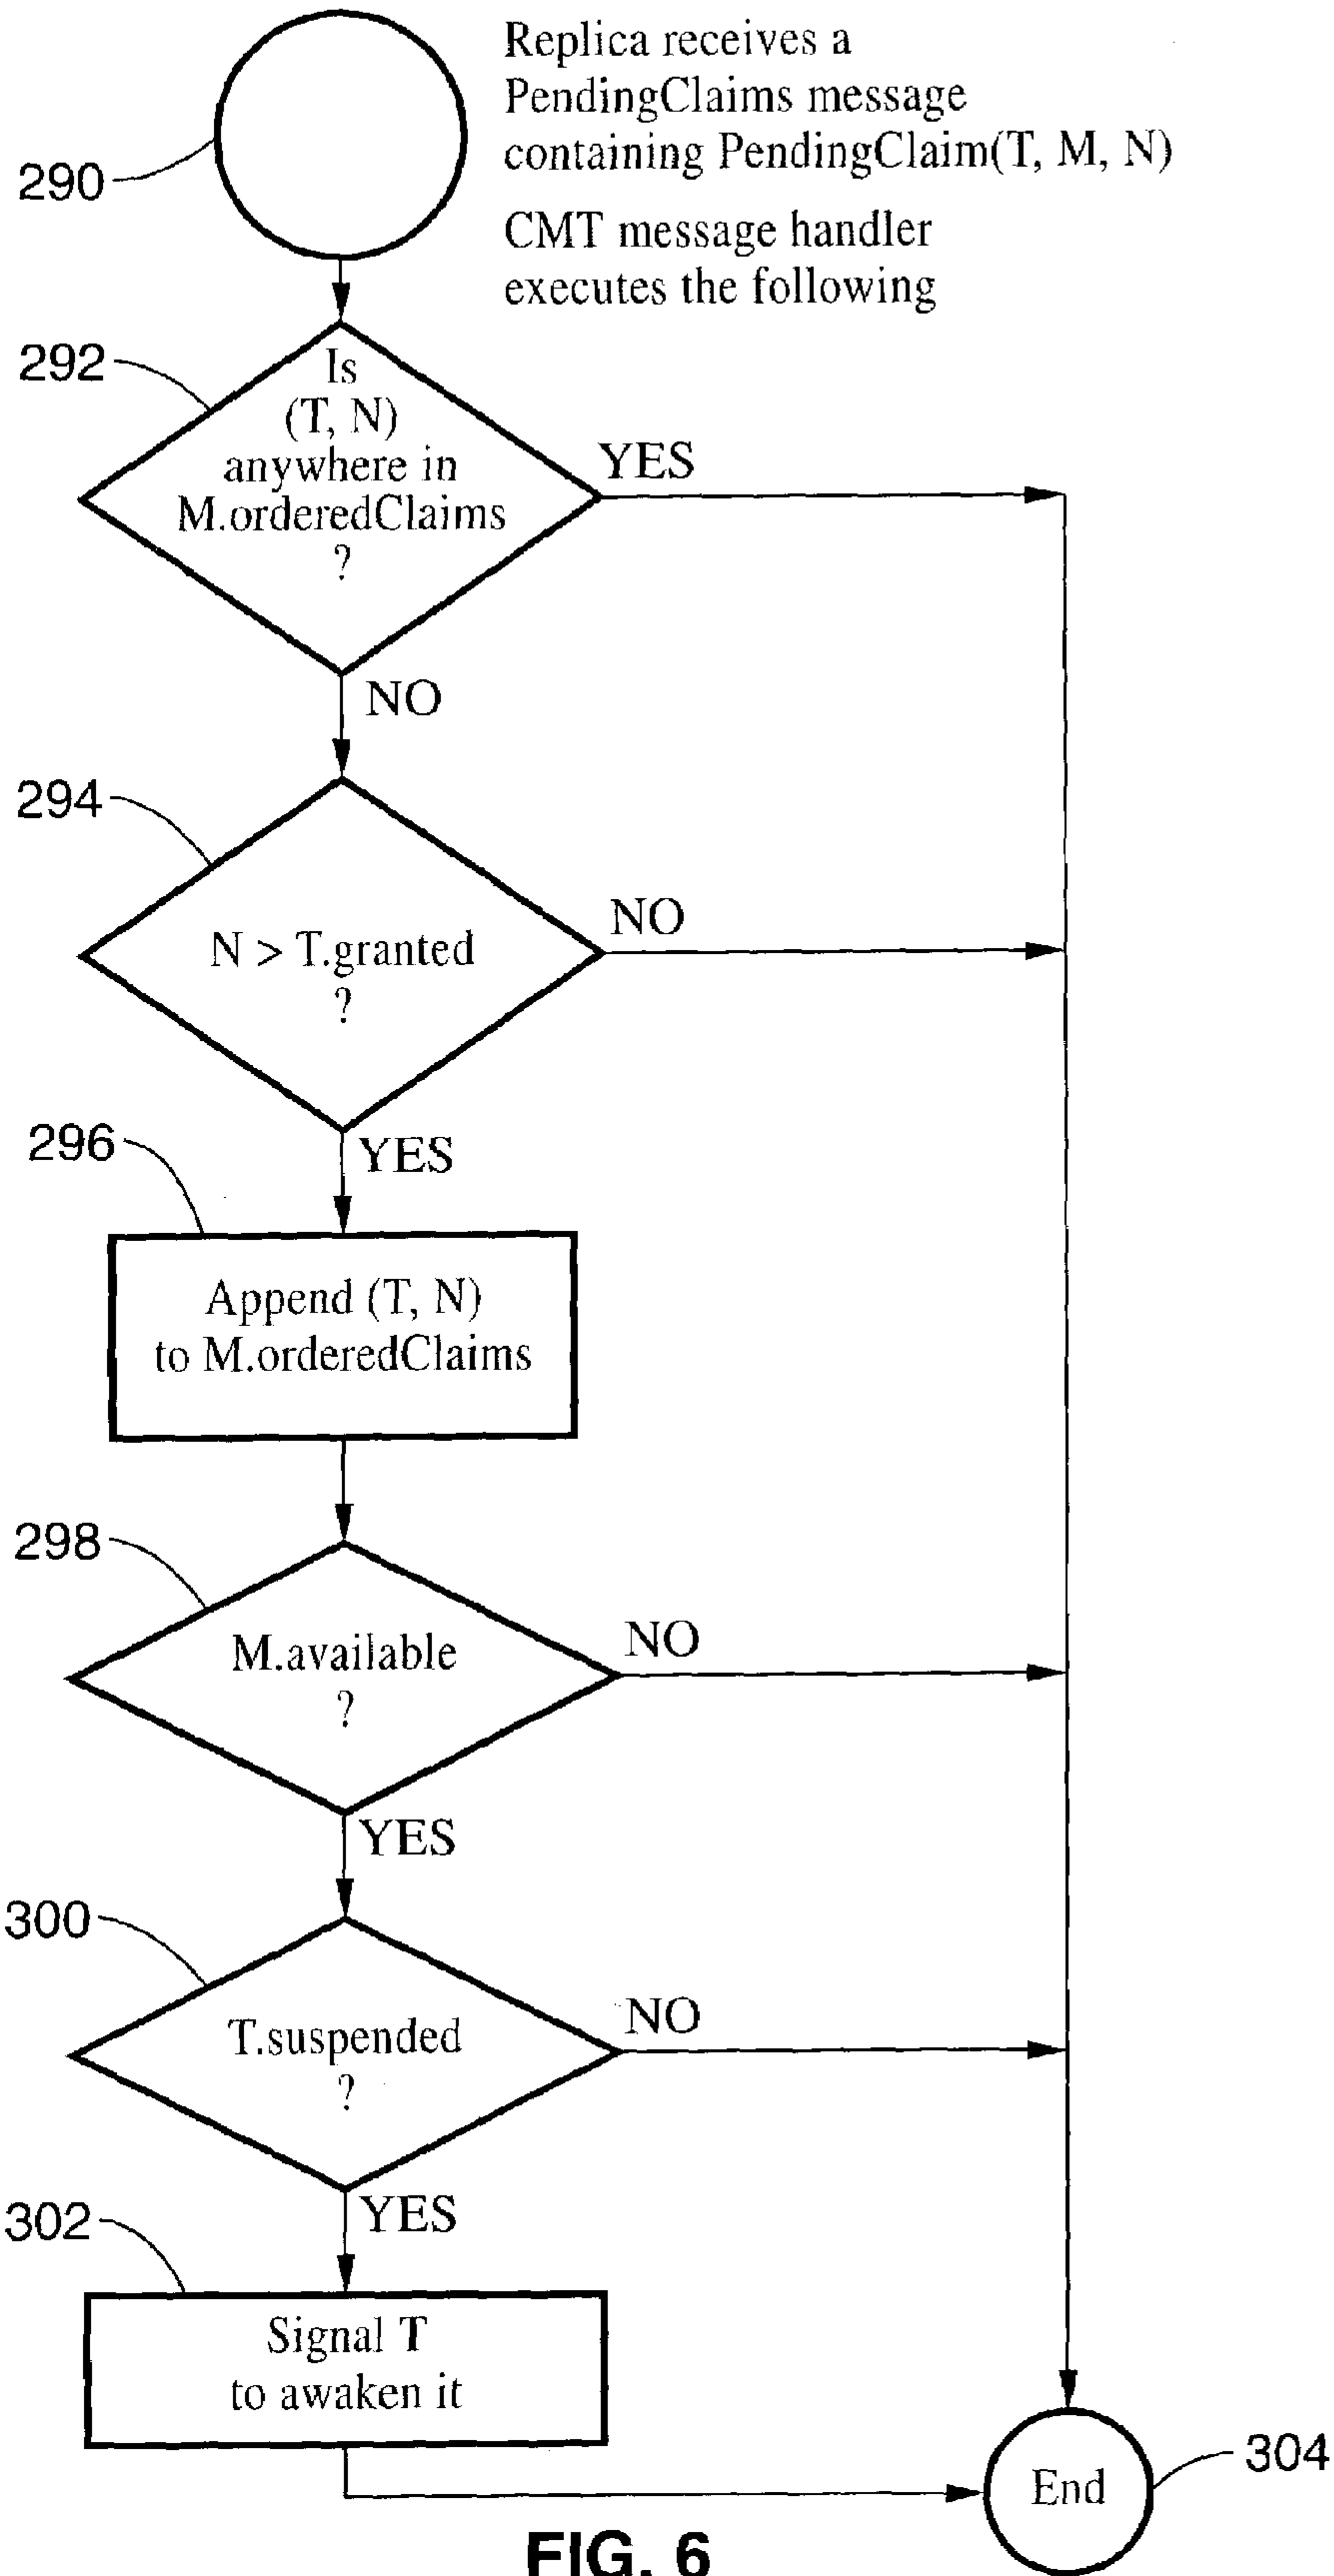 Replica receives a
PendingClaims message
containing PendingClaim(T, M, N)
290
CMT message handler
executes the following
292
Is
(T, N)
anywhere in
M.orderedClaims
?
YES
NO
294
N > T.granted
?
NO
YES
296
Append (T, N)
to M.orderedClaims
298
M.available
?
NO
YES
300
T.suspended
?
NO
YES
302
Signal T
to awaken it
End
304
FIG. 6